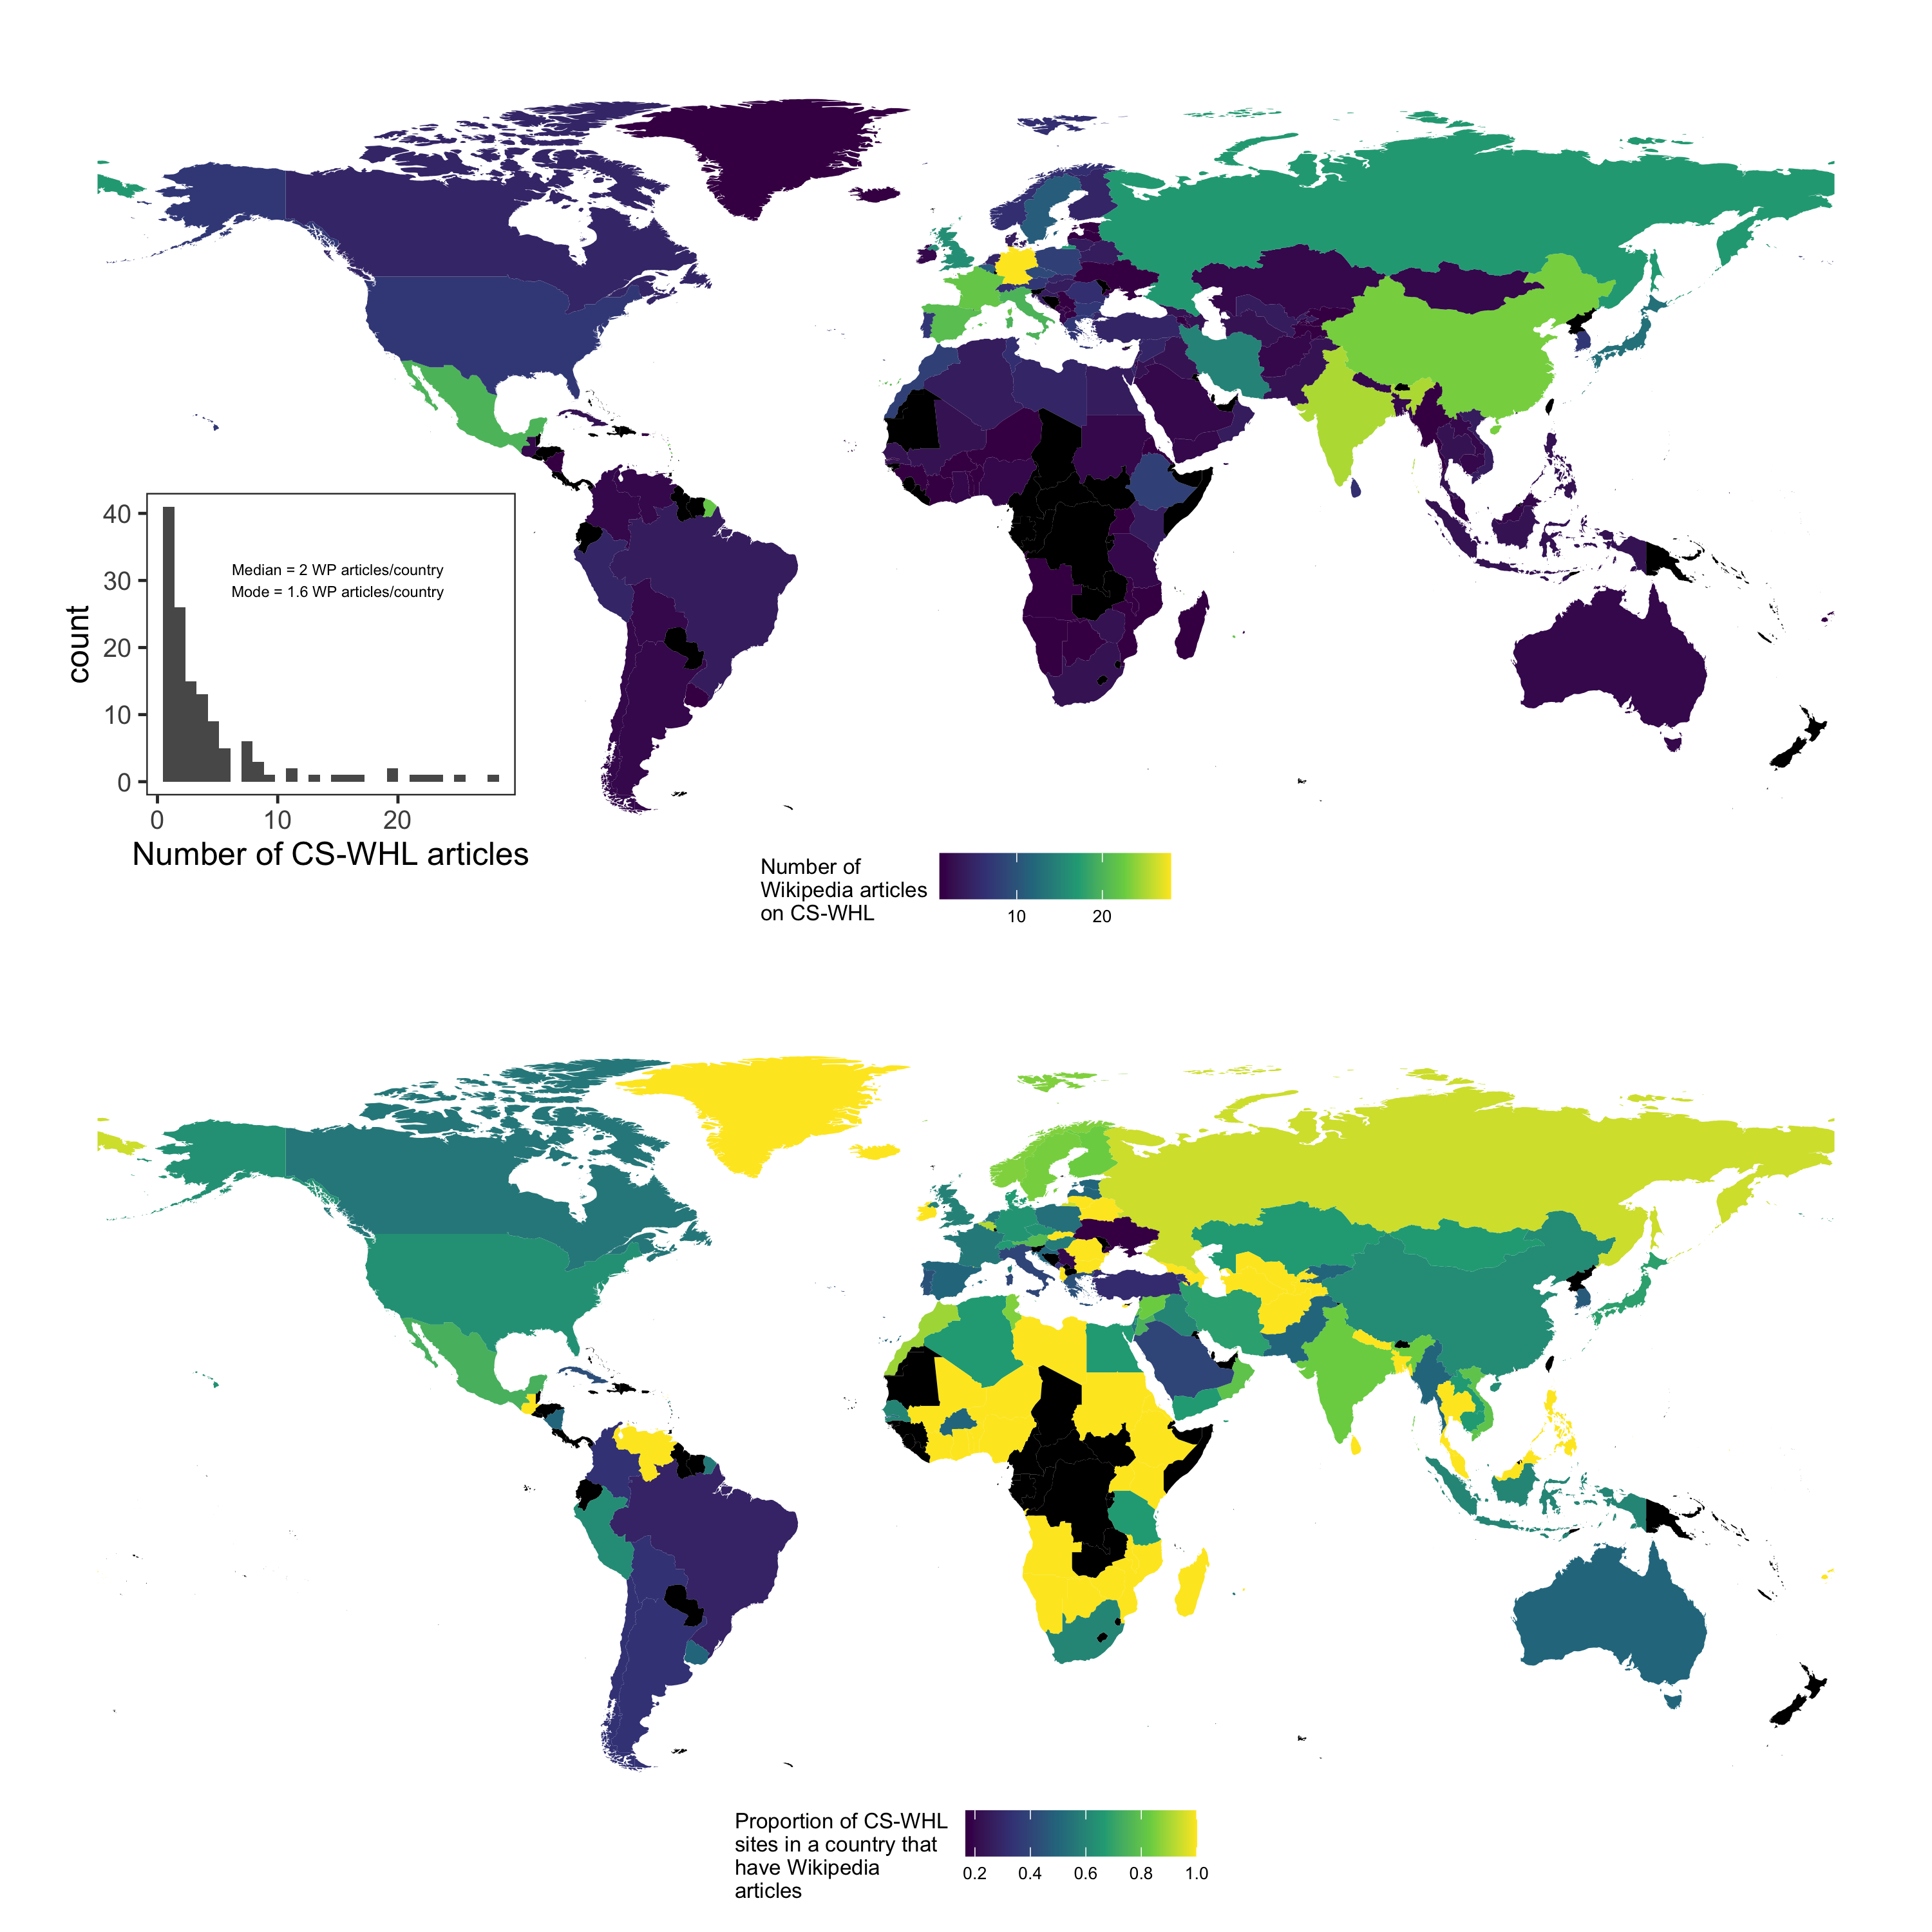 40
30
20
10
0
count
Median = 2 WP articles/country
Mode = 1.6 WP articles/country
0 10 20
Number of CS-WHL articles
Number of
Wikipedia articles
on CS-WHL
10 20
Proportion of CS-WHL
sites in a country that
have Wikipedia
articles
0.2 0.4 0.6 0.8 1.0